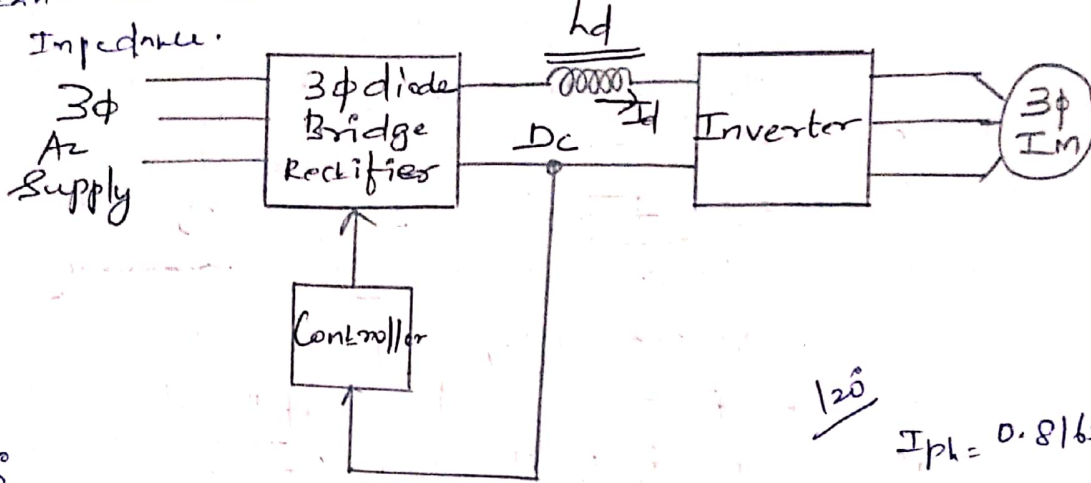 Impedance.
3φ
Ac
Supply
3φ diode
Bridge
Rectifier
Ld
Id
Dc
Inverter
3φ
Im
Controller
120°
Iph = 0.816